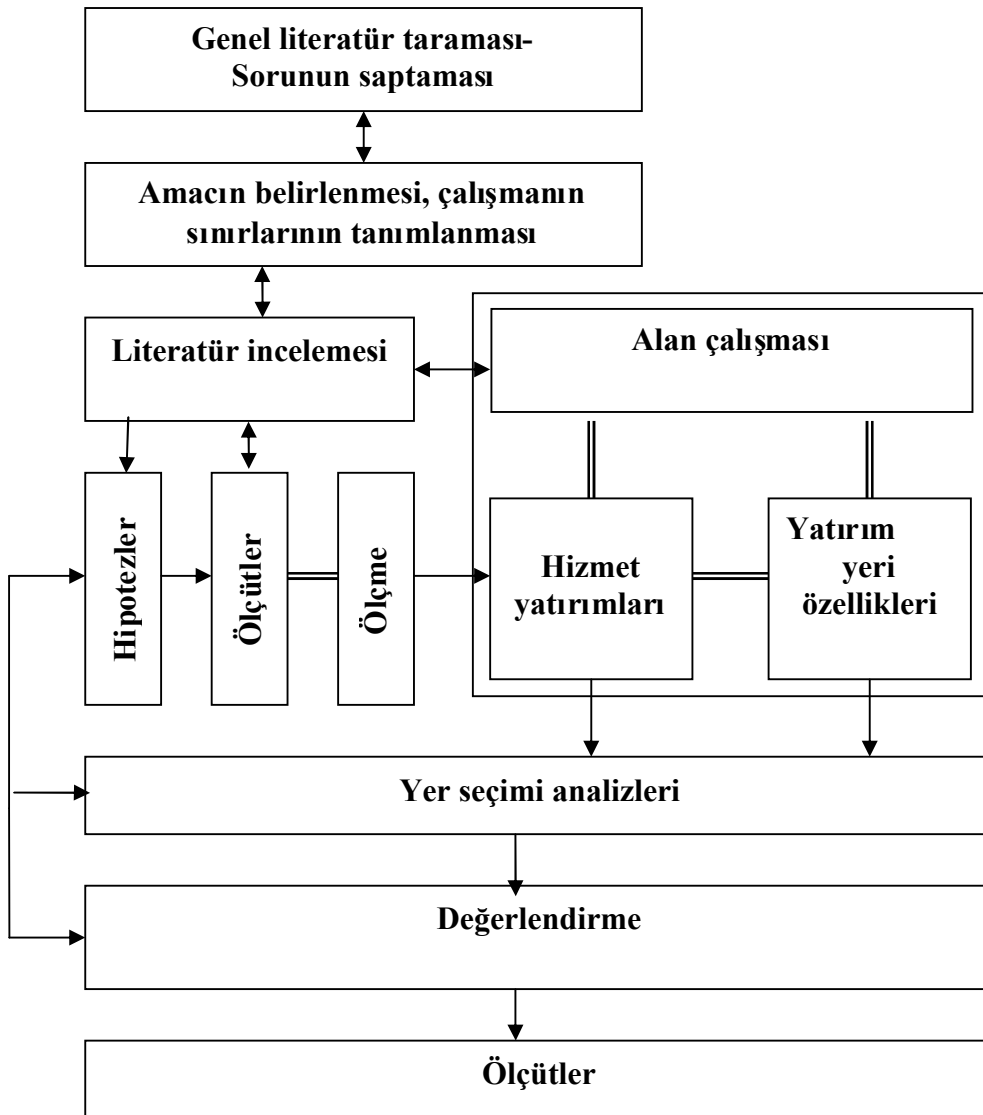 Genel literatür taraması-
Sorunun saptaması
Amacın belirlenmesi, çalışmanın
sınırlarının tanımlanması
Literatür incelemesi
Alan çalışması
Hipotezler
Ölçütler
Ölçme
Hizmet
yatırımları
Yatırım
yeri
özellikleri
Yer seçimi analizleri
Değerlendirme
Ölçütler